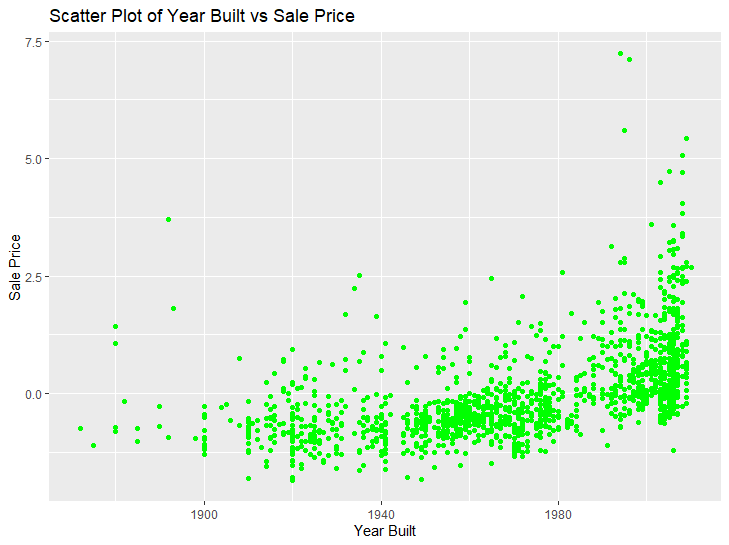 Scatter Plot of Year Built vs Sale Price
7.5
5.0
2.5
0.0
Sale Price
1900
1940
1980
Year Built